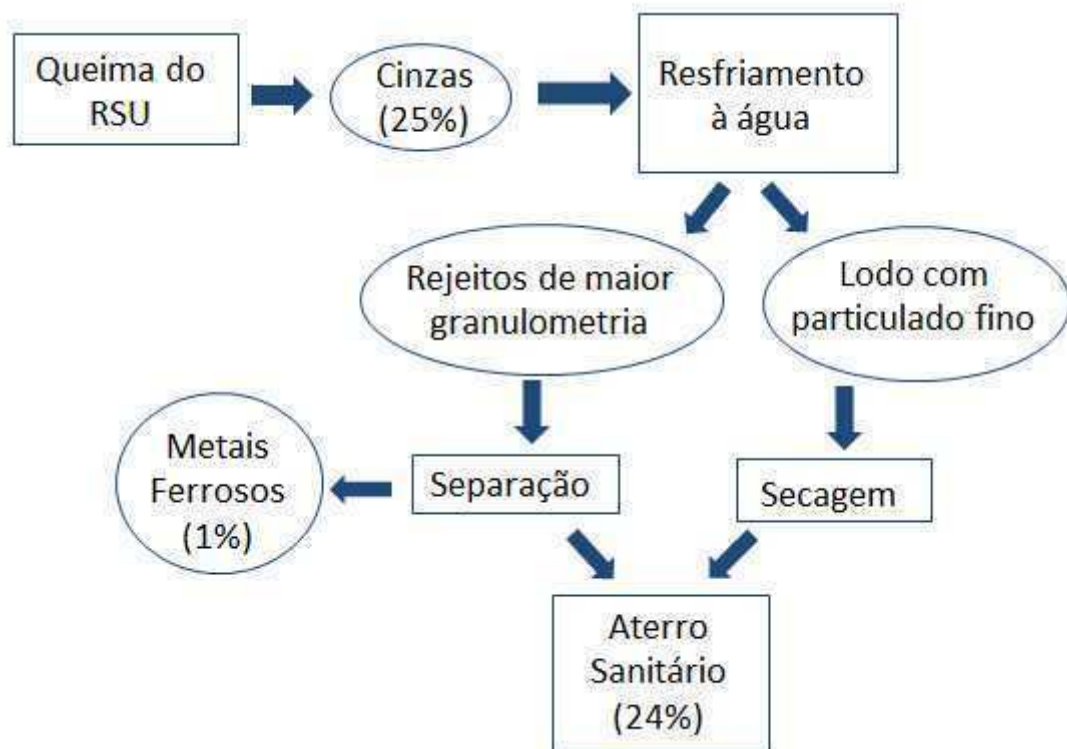 Queima do
RSU
Cinzas
(25%)
Resfriamento
à água
Rejeitos de maior
granulometria
Lodo com
particulado fino
Metais
Ferrosos
(1%)
Separação
Secagem
Aterro
Sanitário
(24%)